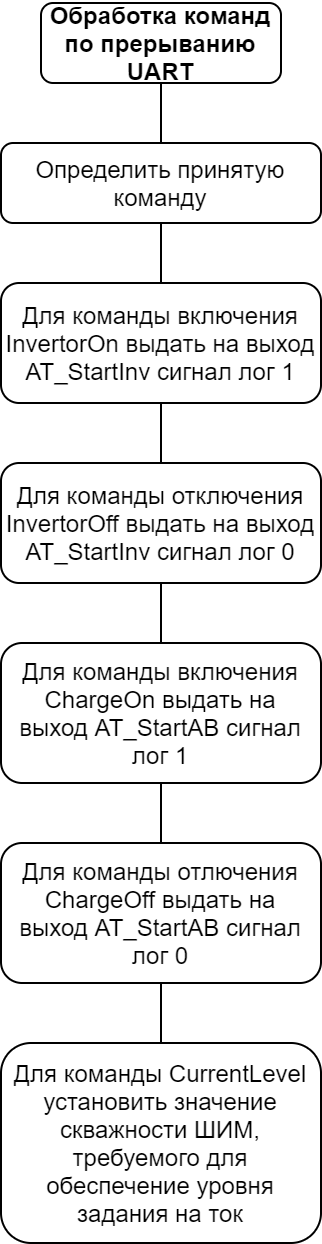 Обработка команд
по прерыванию
UART
Определить принятую
команду
Для команды включения
InvertorOn выдать на выход
AT_StartInv сигнал лог 1
Для команды отключения
InvertorOff выдать на выход
AT_StartInv сигнал лог 0
Для команды включения
ChargeOn выдать на
выход AT_StartAB сигнал
лог 1
Для команды отлючения
ChargeOff выдать на
выход AT_StartAB сигнал
лог 0
Для команды CurrentLevel
установить значение
скважности ШИМ,
требуемого для
обеспечение уровня
задания на ток